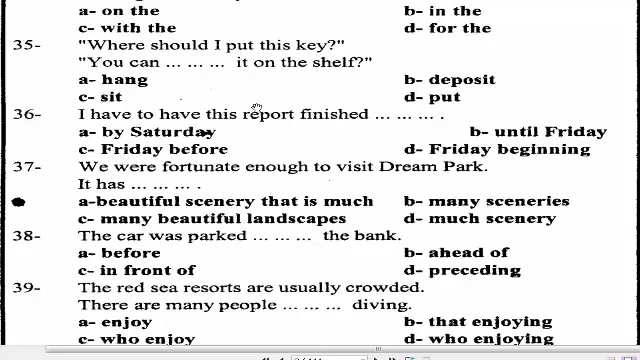 a- on the b- in the
c- with the d- for the
35- "Where should I put this key?"
"You can ... ... ... it on the shelf?"
a- hang b- deposit
c- sit d- put
36- I have to have this report finished ... ... ... .
a- by Saturday b- until Friday
c- Friday before d- Friday beginning
37- We were fortunate enough to visit Dream Park.
It has ... ... ... .
a-beautiful scenery that is much b- many sceneries
c- many beautiful landscapes d- much scenery
38- The car was parked ... ... ... the bank.
a- before b- ahead of
c- in front of d- preceding
39- The red sea resorts are usually crowded.
There are many people ... ... ... diving.
a- enjoy b- that enjoying
c- who enjoy d- who enjoying